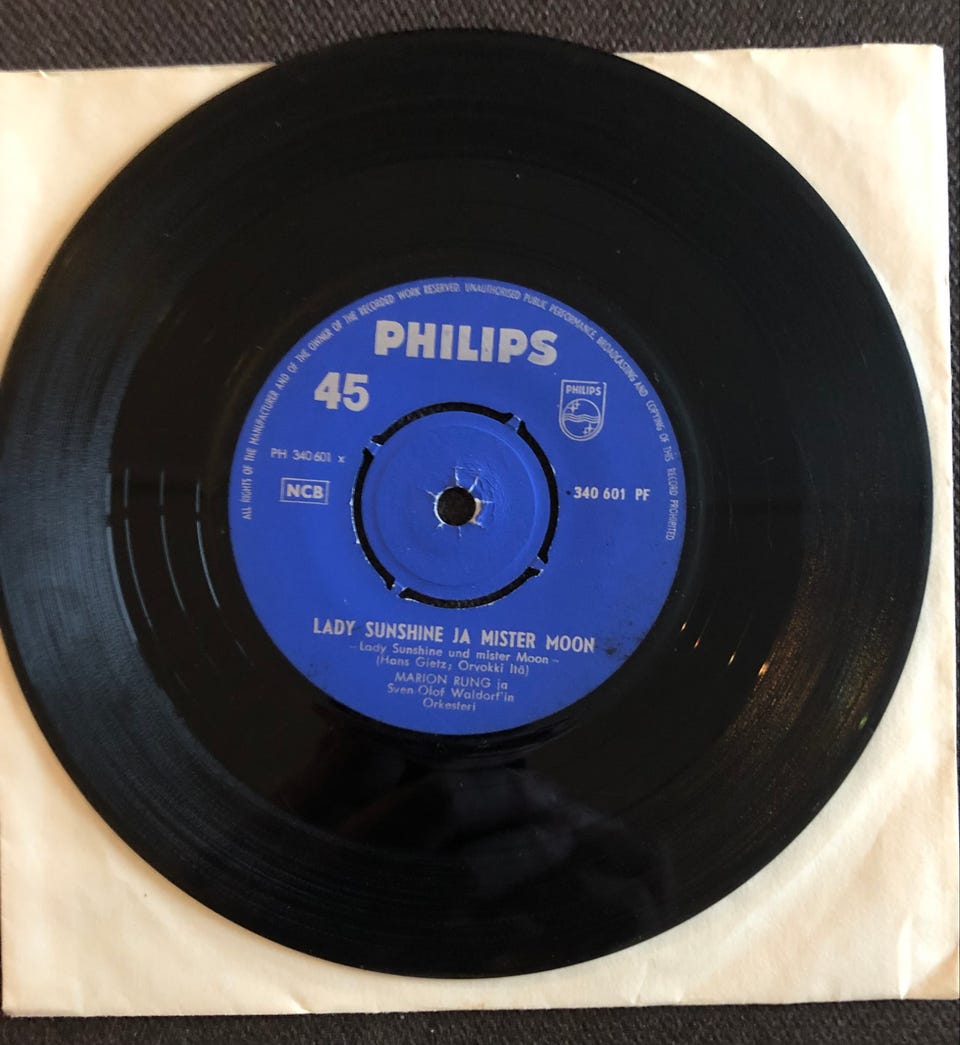 ALL RIGHTS OF THE MANUFACTURER AND OF THE OWNER OF THE RECORDED WORK RESERVED. UNAUTHORISED PUBLIC PERFORMANCE, BROADCASTING AND COPYING OF THIS RECORD PROHIBITED
PHILIPS
45
PHILIPS
PH 340 601 x
NCB
340 601 PF
LADY SUNSHINE JA MISTER MOON
- Lady Sunshine und mister Moon -
(Hans Gietz; Orvokki Itä)
MARION RUNG ja
Sven-Olof Waldorf'in
Orkesteri